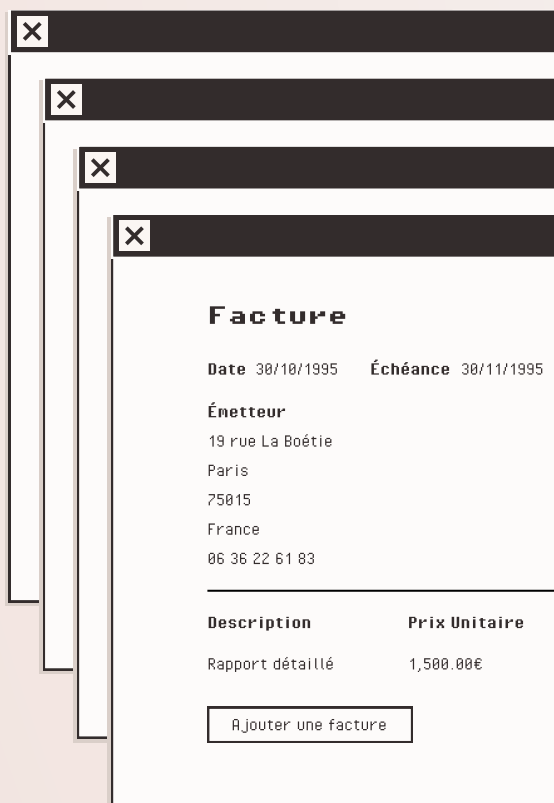 Facture
Date 30/10/1995 Échéance 30/11/1995
Émetteur
19 rue La Boétie
Paris
75015
France
06 36 22 61 83
Description Prix Unitaire
Rapport détaillé 1,500.00€
Ajouter une facture